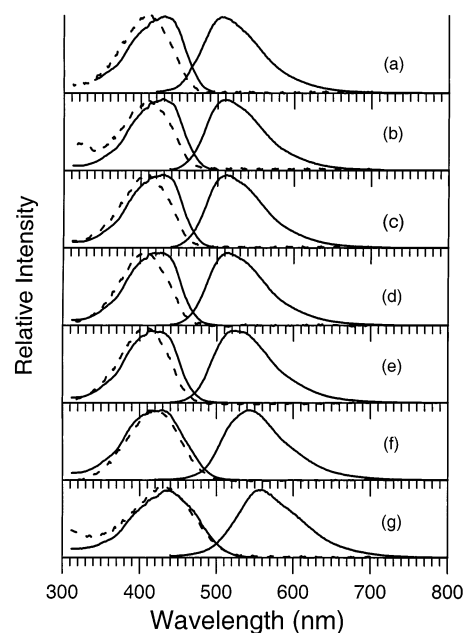 (a)
(b)
(c)
(d)
(e)
(f)
(g)
Relative Intensity
300 400 500 600 700 800
Wavelength (nm)